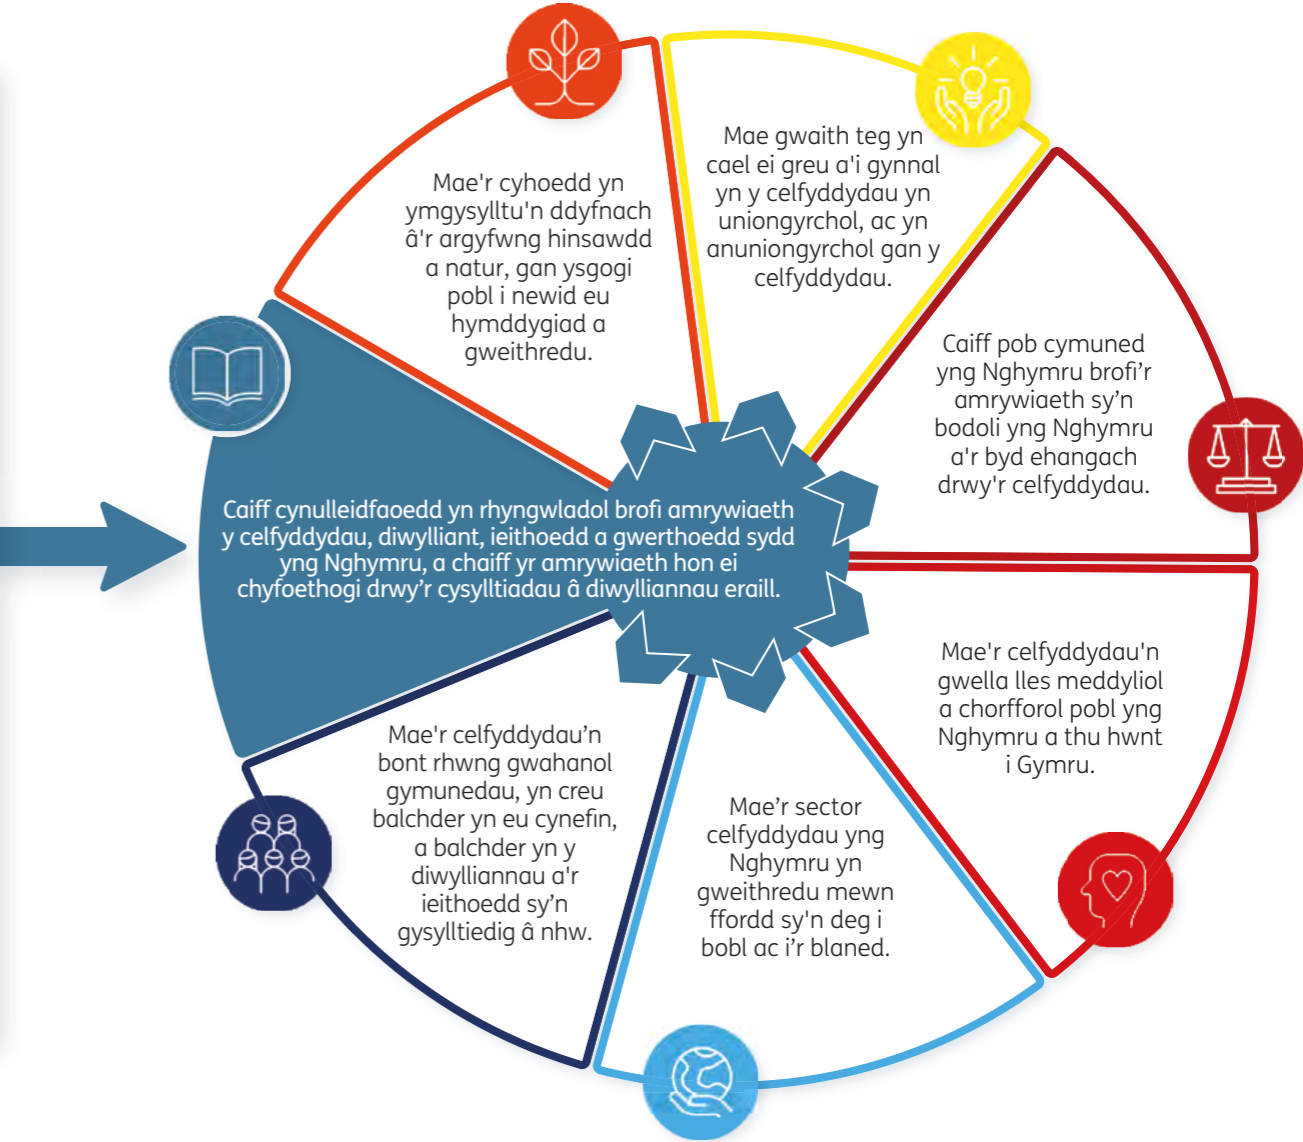 Mae gwaith teg yn
cael ei greu a'i gynnal
yn y celfyddydau yn
uniongyrchol, ac yn
anuniongyrchol gan y
celfyddydau.
Mae'r cyhoedd yn
ymgysylltu'n ddyfnach
â'r argyfwng hinsawdd
a natur, gan ysgogi
pobl i newid eu
hymddygiad a
gweithredu.
Caiff pob cymuned
yng Nghymru brofi’r
amrywiaeth sy’n
bodoli yng Nghymru
a'r byd ehangach
drwy'r celfyddydau.
Caiff cynulleidfaoedd yn rhyngwladol brofi amrywiaeth
y celfyddydau, diwylliant, ieithoedd a gwerthoedd sydd
yng Nghymru, a chaiff yr amrywiaeth hon ei
chyfoethogi drwy’r cysylltiadau â diwylliannau eraill.
Mae'r celfyddydau'n
gwella lles meddyliol
a chorfforol pobl yng
Nghymru a thu hwnt
i Gymru.
Mae'r celfyddydau’n
bont rhwng gwahanol
gymunedau, yn creu
balchder yn eu cynefin,
a balchder yn y
diwylliannau a'r
ieithoedd sy’n
gysylltiedig â nhw.
Mae’r sector
celfyddydau yng
Nghymru yn
gweithredu mewn
ffordd sy'n deg i
bobl ac i’r blaned.